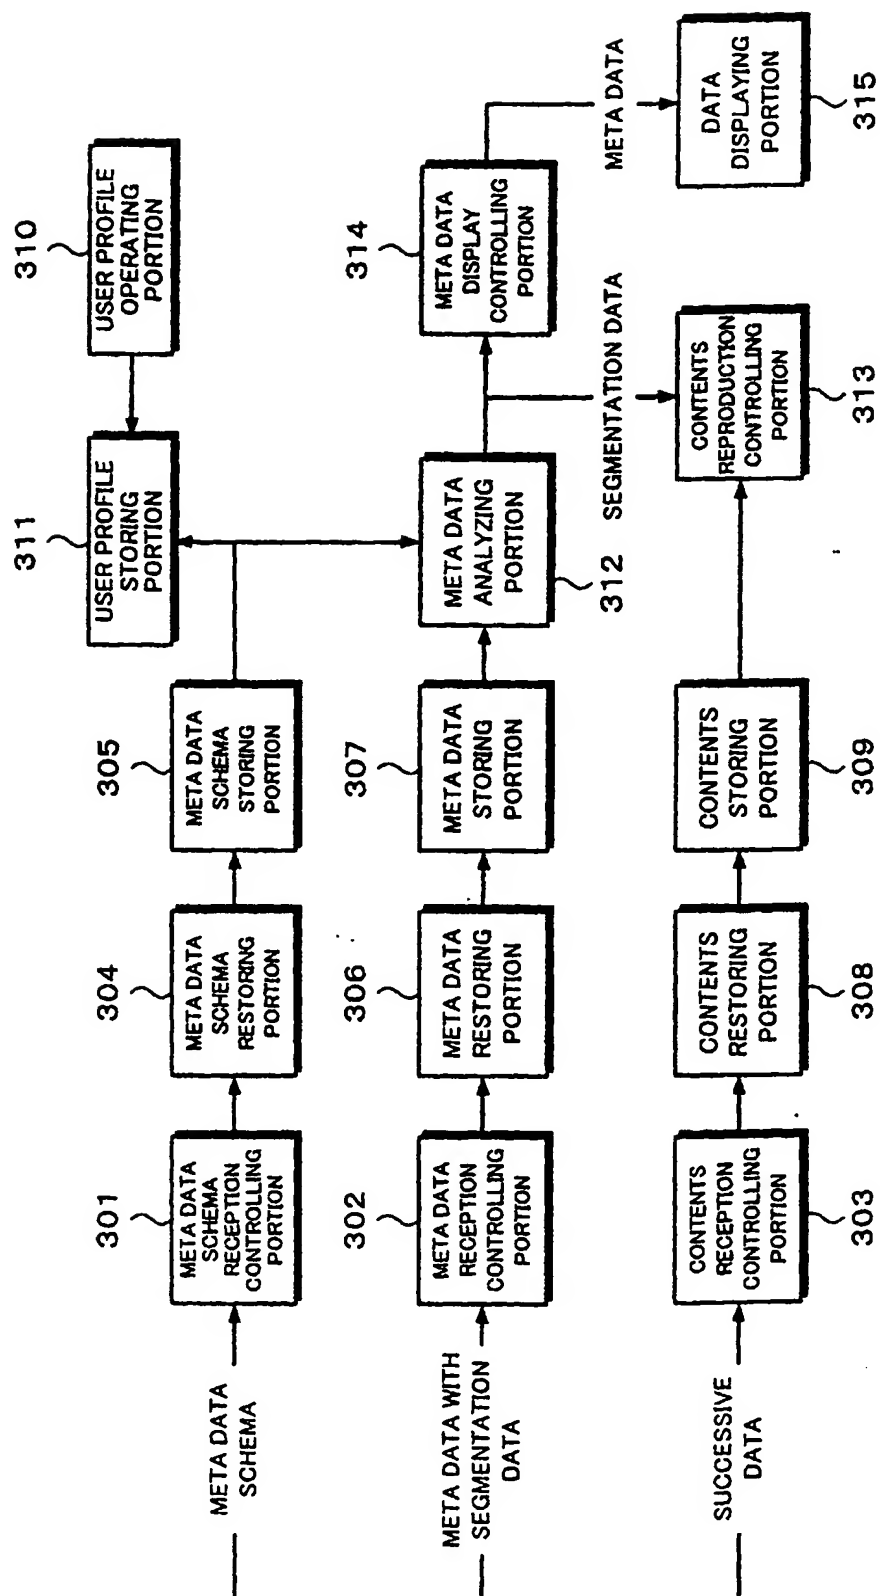 META DATA
SCHEMA
301
META DATA
SCHEMA
RECEPTION
CONTROLLING
PORTION
304
META DATA
SCHEMA
RESTORING
PORTION
305
META DATA
SCHEMA
STORING
PORTION
311
USER PROFILE
STORING
PORTION
310
USER PROFILE
OPERATING
PORTION
META DATA WITH
SEGMENTATION
DATA
302
META DATA
RECEPTION
CONTROLLING
PORTION
306
META DATA
RESTORING
PORTION
307
META DATA
STORING
PORTION
META DATA
ANALYZING
PORTION
312
314
META DATA
DISPLAY
CONTROLLING
PORTION
SEGMENTATION DATA
META DATA
SUCCESSIVE
DATA
CONTENTS
RECEPTION
CONTROLLING
PORTION
303
CONTENTS
RESTORING
PORTION
308
CONTENTS
STORING
PORTION
309
CONTENTS
REPRODUCTION
CONTROLLING
PORTION
313
DATA
DISPLAYING
PORTION
315